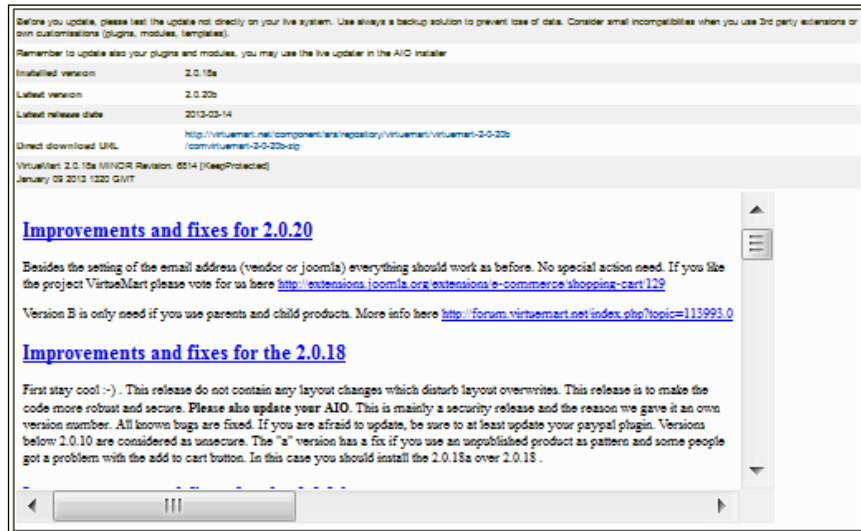 Before you update, please test the update not directly on your live system. Use always a backup solution to prevent lose of data. Consider small incompatibilites when you use 3rd party extensions or
own customisations (plugins, modules, templates).
Remember to update also your plugins and modules, you may use the live updater in the AIO installer
Installed version 2.0.18a
Latest version 2.0.20b
Latest release date 2013-03-14
http://virtuemart.net/component/ars/repository/virtuemart/virtuemart-2-0-20b
Direct download URL /comvirtuemart-2-0-20b-zip
VirtueMart 2.0.18a MINOR Revision: 6814 [KeepProtected]
January 09 2013 1320 GMT
Improvements and fixes for 2.0.20
Besides the setting of the email address (vendor or joomla) everything should work as before. No special action need. If you like
the project VirtueMart please vote for us here http://extensions.joomla.org/extensions/e-commerce/shopping-cart/129
Version B is only need if you use parents and child products. More info here http://forum.virtuemart.net/index.php?topic=113993.0
Improvements and fixes for the 2.0.18
First stay cool :-) . This release do not contain any layout changes which disturb layout overwrites. This release is to make the
code more robust and secure. Please also update your AIO. This is mainly a security release and the reason we gave it an own
version number. All known bugs are fixed. If you are afraid to update, be sure to at least update your paypal plugin. Versions
below 2.0.10 are considered as unsecure. The "a" version has a fix if you use an unpublished product as pattern and some people
got a problem with the add to cart button. In this case you should install the 2.0.18a over 2.0.18 .